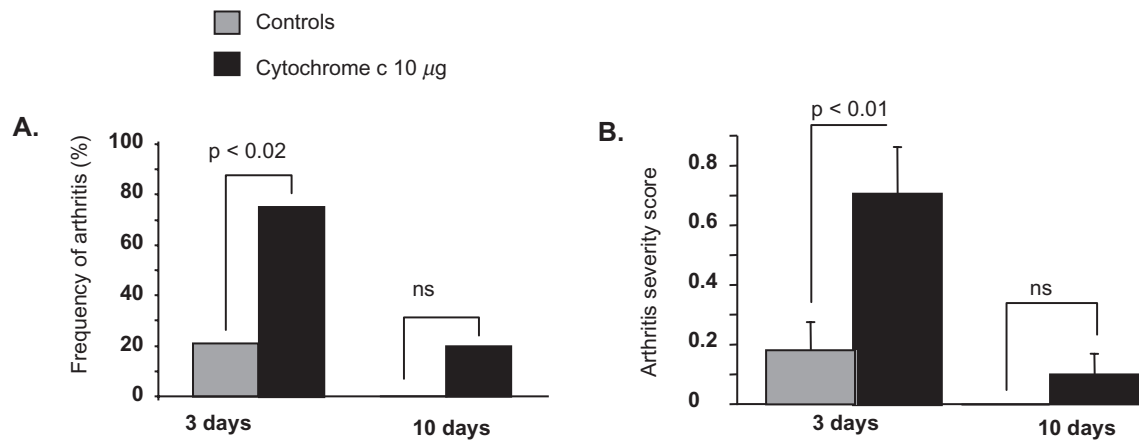 Controls
Cytochrome c 10 μg
A.
Frequency of arthritis (%)
100
80
60
40
20
0
p < 0.02
ns
3 days
10 days
B.
Arthritis severity score
0.8
0.6
0.4
0.2
0
p < 0.01
ns
3 days
10 days